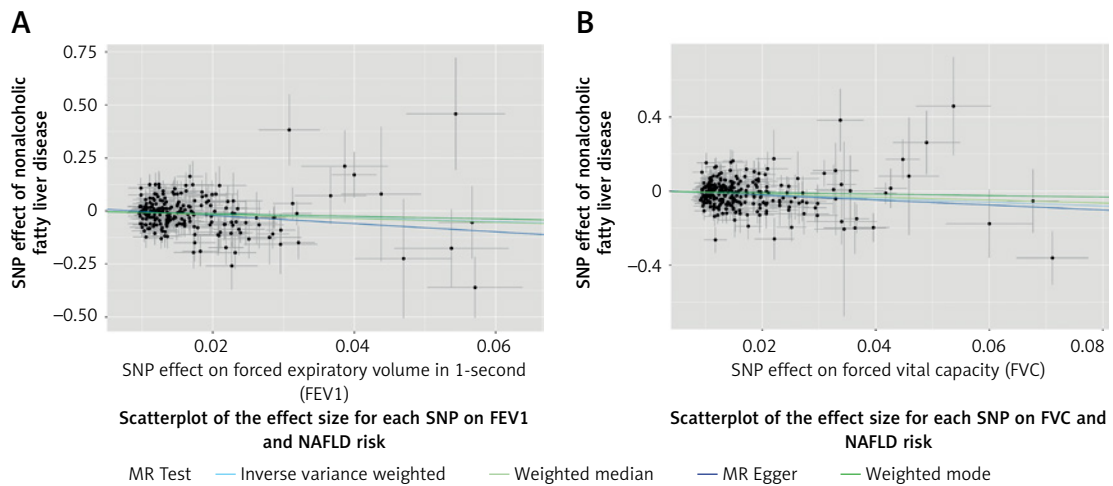 A
SNP effect of nonalcoholic
fatty liver disease
0.75
0.50
0.25
0
−0.25
−0.50
0.02
0.04
0.06
SNP effect on forced expiratory volume in 1-second
(FEV1)
Scatterplot of the effect size for each SNP on FEV1
and NAFLD risk
B
SNP effect of nonalcoholic
fatty liver disease
0.4
0
−0.4
0.02
0.04
0.06
0.08
SNP effect on forced vital capacity (FVC)
Scatterplot of the effect size for each SNP on FVC and
NAFLD risk
MR Test
Inverse variance weighted
Weighted median
MR Egger
Weighted mode